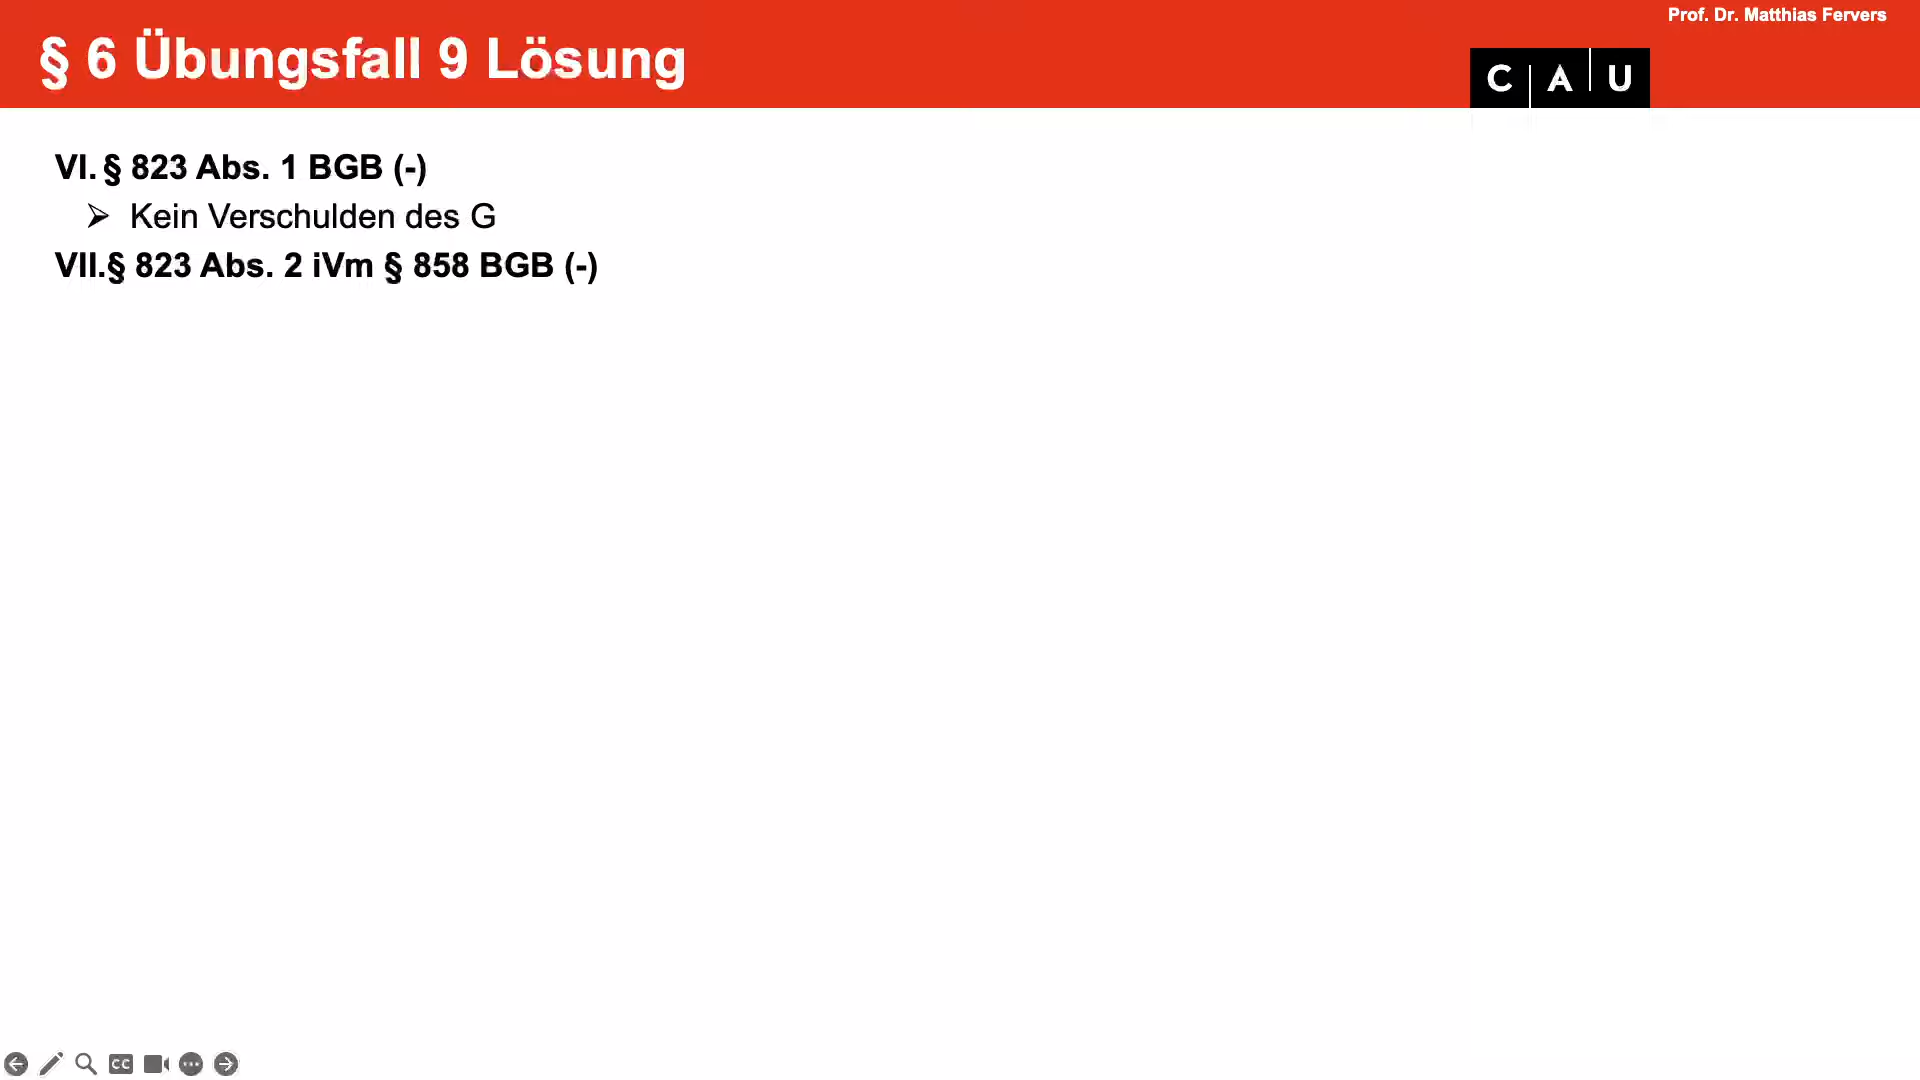 Prof. Dr. Matthias Fervers
§ 6 Übungsfall 9 Lösung
C A U
VI. § 823 Abs. 1 BGB (-)
➢ Kein Verschulden des G
VII.§ 823 Abs. 2 iVm § 858 BGB (-)
CC